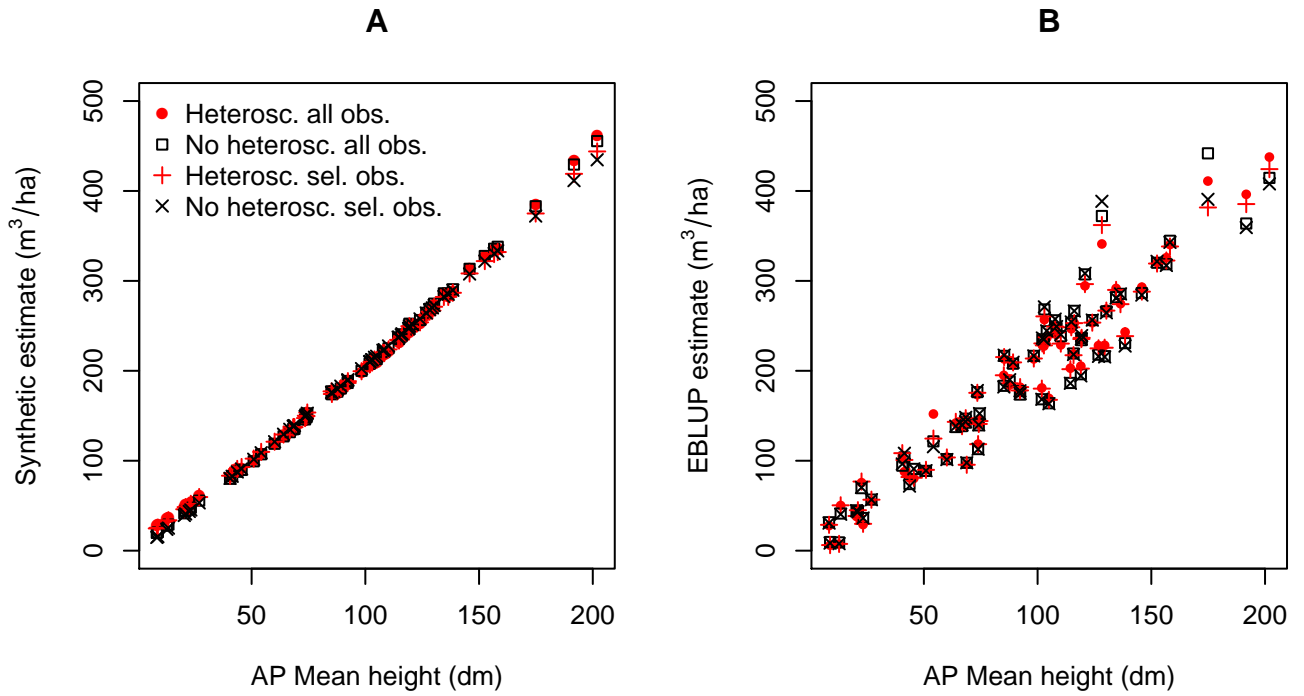 A
Synthetic estimate (m³/ha)
500
400
300
200
100
0
Heterosc. all obs.
No heterosc. all obs.
Heterosc. sel. obs.
No heterosc. sel. obs.
50 100 150 200
AP Mean height (dm)
B
EBLUP estimate (m³/ha)
500
400
300
200
100
0
50 100 150 200
AP Mean height (dm)